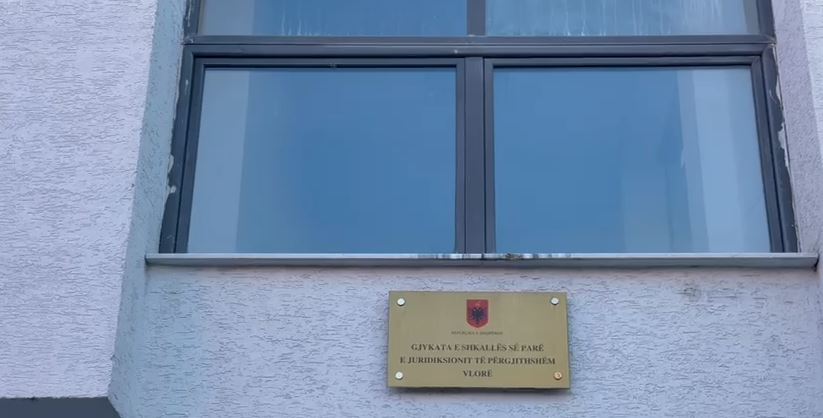 REPUBLIKA E SHQIPËRISË
GJYKATA E SHKALLËS SË PARË
E JURIDIKSIONIT TË PËRGJITHSHËM
VLORË